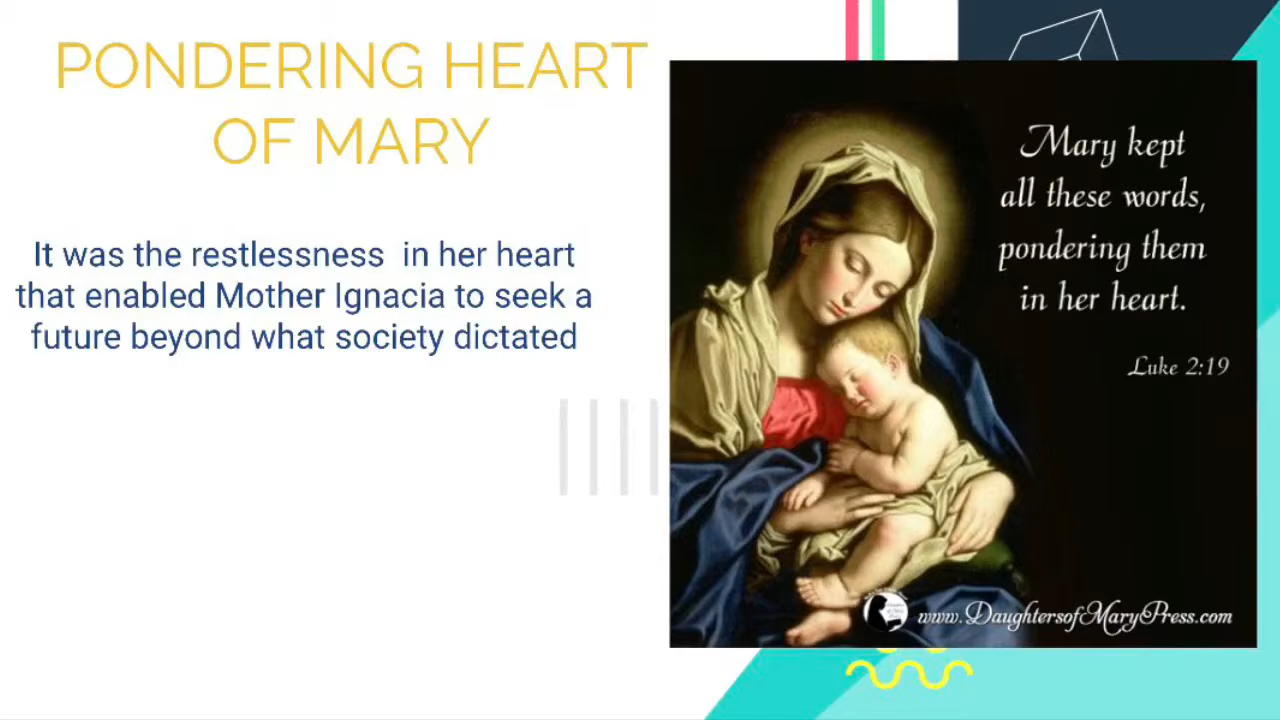 PONDERING HEART
OF MARY
It was the restlessness in her heart
that enabled Mother Ignacia to seek a
future beyond what society dictated
Mary kept
all these words,
pondering them
in her heart.
Luke 2:19
www.DaughtersofMaryPress.com